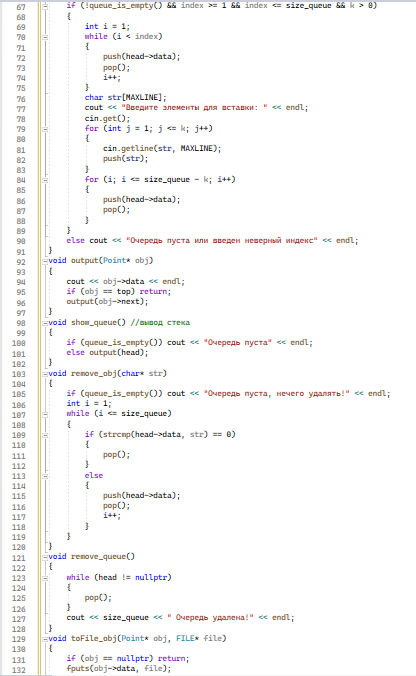 67 if (!queue_is_empty() && index >= 1 && index <= size_queue && k > 0)
68 {
69 int i = 1;
70 while (i < index)
71 {
72 push(head->data);
73 pop();
74 i++;
75 }
76 char str[MAXLINE];
77 cout << "Введите элементы для вставки: " << endl;
78 cin.get();
79 for (int j = 1; j <= k; j++)
80 {
81 cin.getline(str, MAXLINE);
82 push(str);
83 }
84 for (i; i <= size_queue - k; i++)
85 {
86 push(head->data);
87 pop();
88 }
89 }
90 else cout << "Очередь пуста или введен неверный индекс" << endl;
91 }
92 void output(Point* obj)
93 {
94 cout << obj->data << endl;
95 if (obj == top) return;
96 output(obj->next);
97 }
98 void show_queue() //вывод стека
99 {
100 if (queue_is_empty()) cout << "Очередь пуста" << endl;
101 else output(head);
102 }
103 void remove_obj(char* str)
104 {
105 if (queue_is_empty()) cout << "Очередь пуста, нечего удалять!" << endl;
106 int i = 1;
107 while (i <= size_queue)
108 {
109 if (strcmp(head->data, str) == 0)
110 {
111 pop();
112 }
113 else
114 {
115 push(head->data);
116 pop();
117 i++;
118 }
119 }
120 }
121 void remove_queue()
122 {
123 while (head != nullptr)
124 {
125 pop();
126 }
127 cout << size_queue << " Очередь удалена!" << endl;
128 }
129 void toFile_obj(Point* obj, FILE* file)
130 {
131 if (obj == nullptr) return;
132 fputs(obj->data, file);